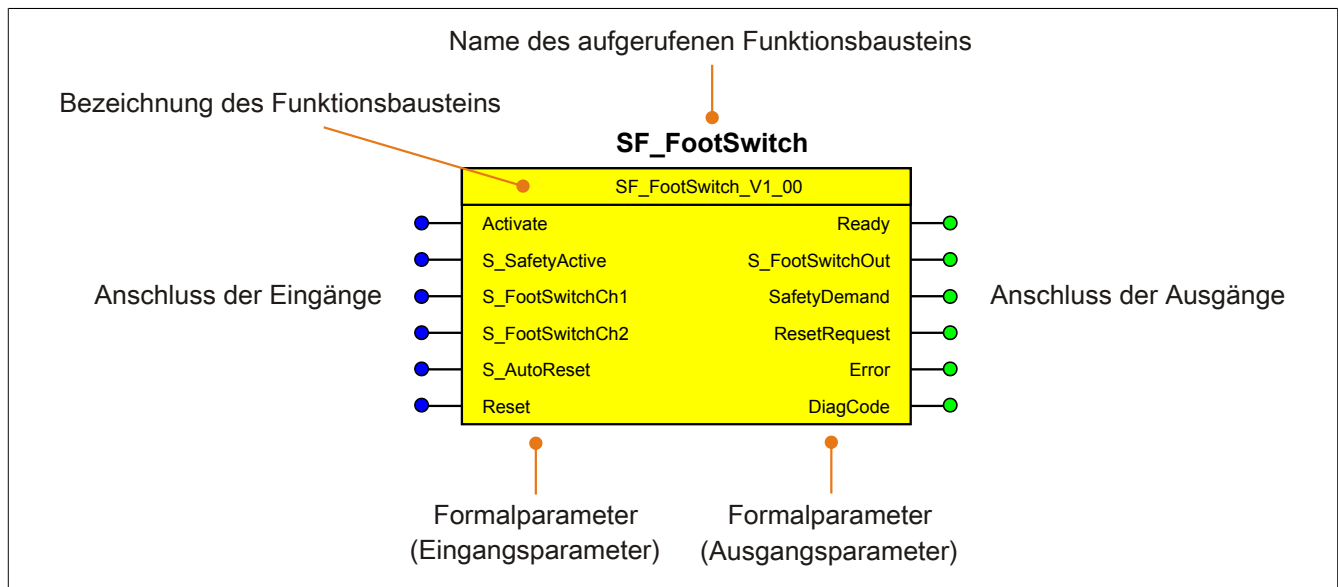 Name des aufgerufenen Funktionsbausteins
Bezeichnung des Funktionsbausteins
SF_FootSwitch
SF_FootSwitch_V1_00
Activate
Ready
S_SafetyActive
S_FootSwitchOut
Anschluss der Eingänge
S_FootSwitchCh1
SafetyDemand
Anschluss der Ausgänge
S_FootSwitchCh2
ResetRequest
S_AutoReset
Error
Reset
DiagCode
Formalparameter
(Eingangsparameter)
Formalparameter
(Ausgangsparameter)